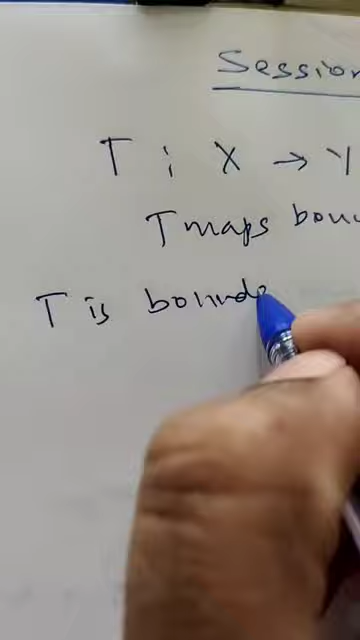 Session
T : X → Y
T maps bou
T is bounde